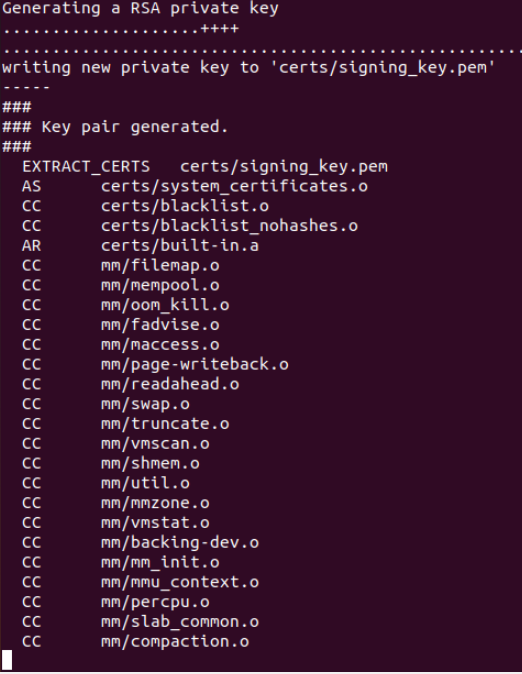 Generating a RSA private key
....................++++
....................................................
writing new private key to 'certs/signing_key.pem'
-----
###
### Key pair generated.
###
  EXTRACT_CERTS   certs/signing_key.pem
  AS      certs/system_certificates.o
  CC      certs/blacklist.o
  CC      certs/blacklist_nohashes.o
  AR      certs/built-in.a
  CC      mm/filemap.o
  CC      mm/mempool.o
  CC      mm/oom_kill.o
  CC      mm/fadvise.o
  CC      mm/maccess.o
  CC      mm/page-writeback.o
  CC      mm/readahead.o
  CC      mm/swap.o
  CC      mm/truncate.o
  CC      mm/vmscan.o
  CC      mm/shmem.o
  CC      mm/util.o
  CC      mm/mmzone.o
  CC      mm/vmstat.o
  CC      mm/backing-dev.o
  CC      mm/mm_init.o
  CC      mm/mmu_context.o
  CC      mm/percpu.o
  CC      mm/slab_common.o
  CC      mm/compaction.o